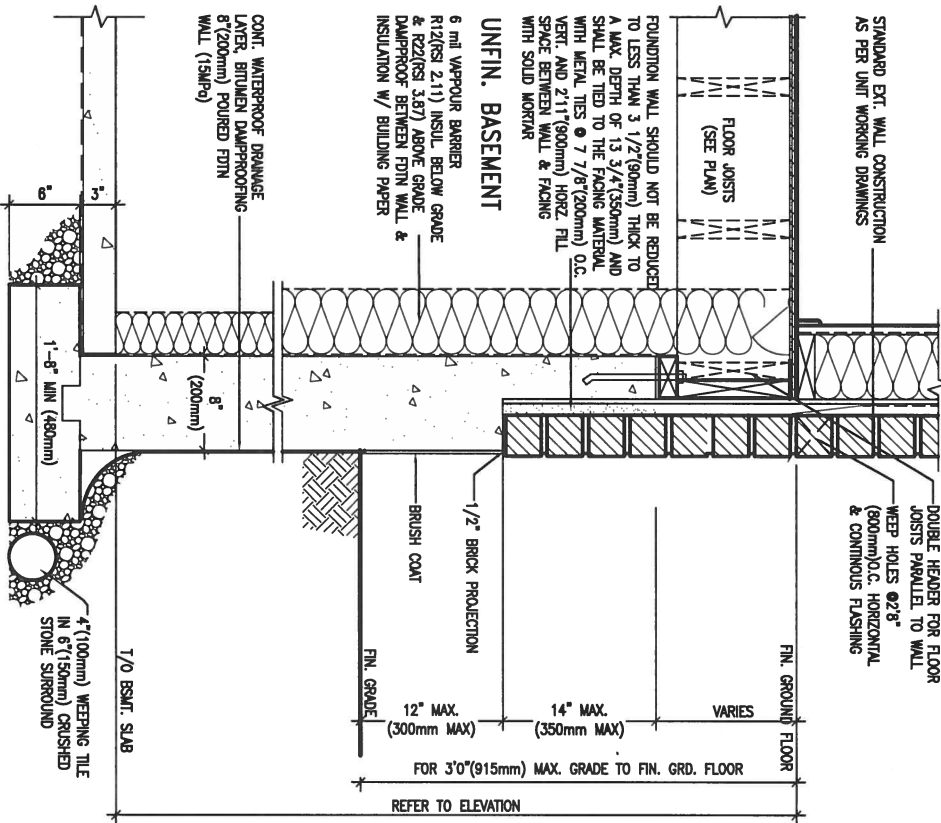 STANDARD EXT. WALL CONSTRUCTION
AS PER UNIT WORKING DRAWINGS
FLOOR JOISTS
(SEE PLAN)
FOUNDTION WALL SHOULD NOT BE REDUCED
TO LESS THAN 3 1/2"(90mm) THICK TO
A MAX. DEPTH OF 13 3/4"(350mm) AND
SHALL BE TIED TO THE FACING MATERIAL
WITH METAL TIES @ 7 7/8"(200mm) O.C.
VERT. AND 2'11"(900mm) HORZ. FILL
SPACE BETWEEN WALL & FACING
WITH SOLID MORTAR
UNFIN. BASEMENT
6 mil VAPPOUR BARRIER
R12(RSI 2.11) INSUL BELOW GRADE
& R22(RSI 3.87) ABOVE GRADE
DAMPPROOF BETWEEN FDTN WALL &
INSULATION W/ BUILDING PAPER
CONT. WATERPROOF DRAINAGE
LAYER, BITUMEN DAMPPROOFING
8"(200mm) POURED FDTN
WALL (15MPa)
3"
6"
8"
(200mm)
1'-8" MIN (480mm)
DOUBLE HEADER FOR FLOOR
JOISTS PARALLEL TO WALL
WEEP HOLES @2'8"
(800mm)O.C. HORIZONTAL
& CONTINOUS FLASHING
1/2" BRICK PROJECTION
BRUSH COAT
4"(100mm) WEEPING TILE
IN 6"(150mm) CRUSHED
STONE SURROUND
FIN. GROUND FLOOR
FIN. GRADE
T/O BSMT. SLAB
VARIES
14" MAX.
(350mm MAX)
12" MAX.
(300mm MAX)
FOR 3'0"(915mm) MAX. GRADE TO FIN. GRD. FLOOR
REFER TO ELEVATION